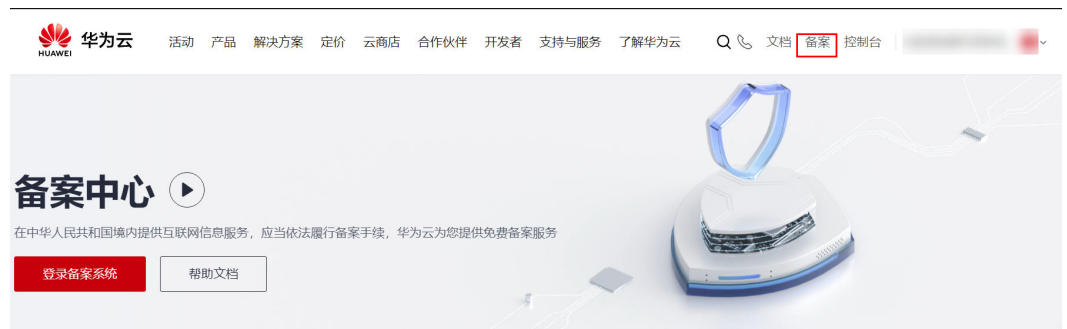 HUAWEI 华为云 活动 产品 解决方案 定价 云商店 合作伙伴 开发者 支持与服务 了解华为云 文档 备案 控制台
备案中心
在中华人民共和国境内提供互联网信息服务，应当依法履行备案手续，华为云为您提供免费备案服务
登录备案系统 帮助文档